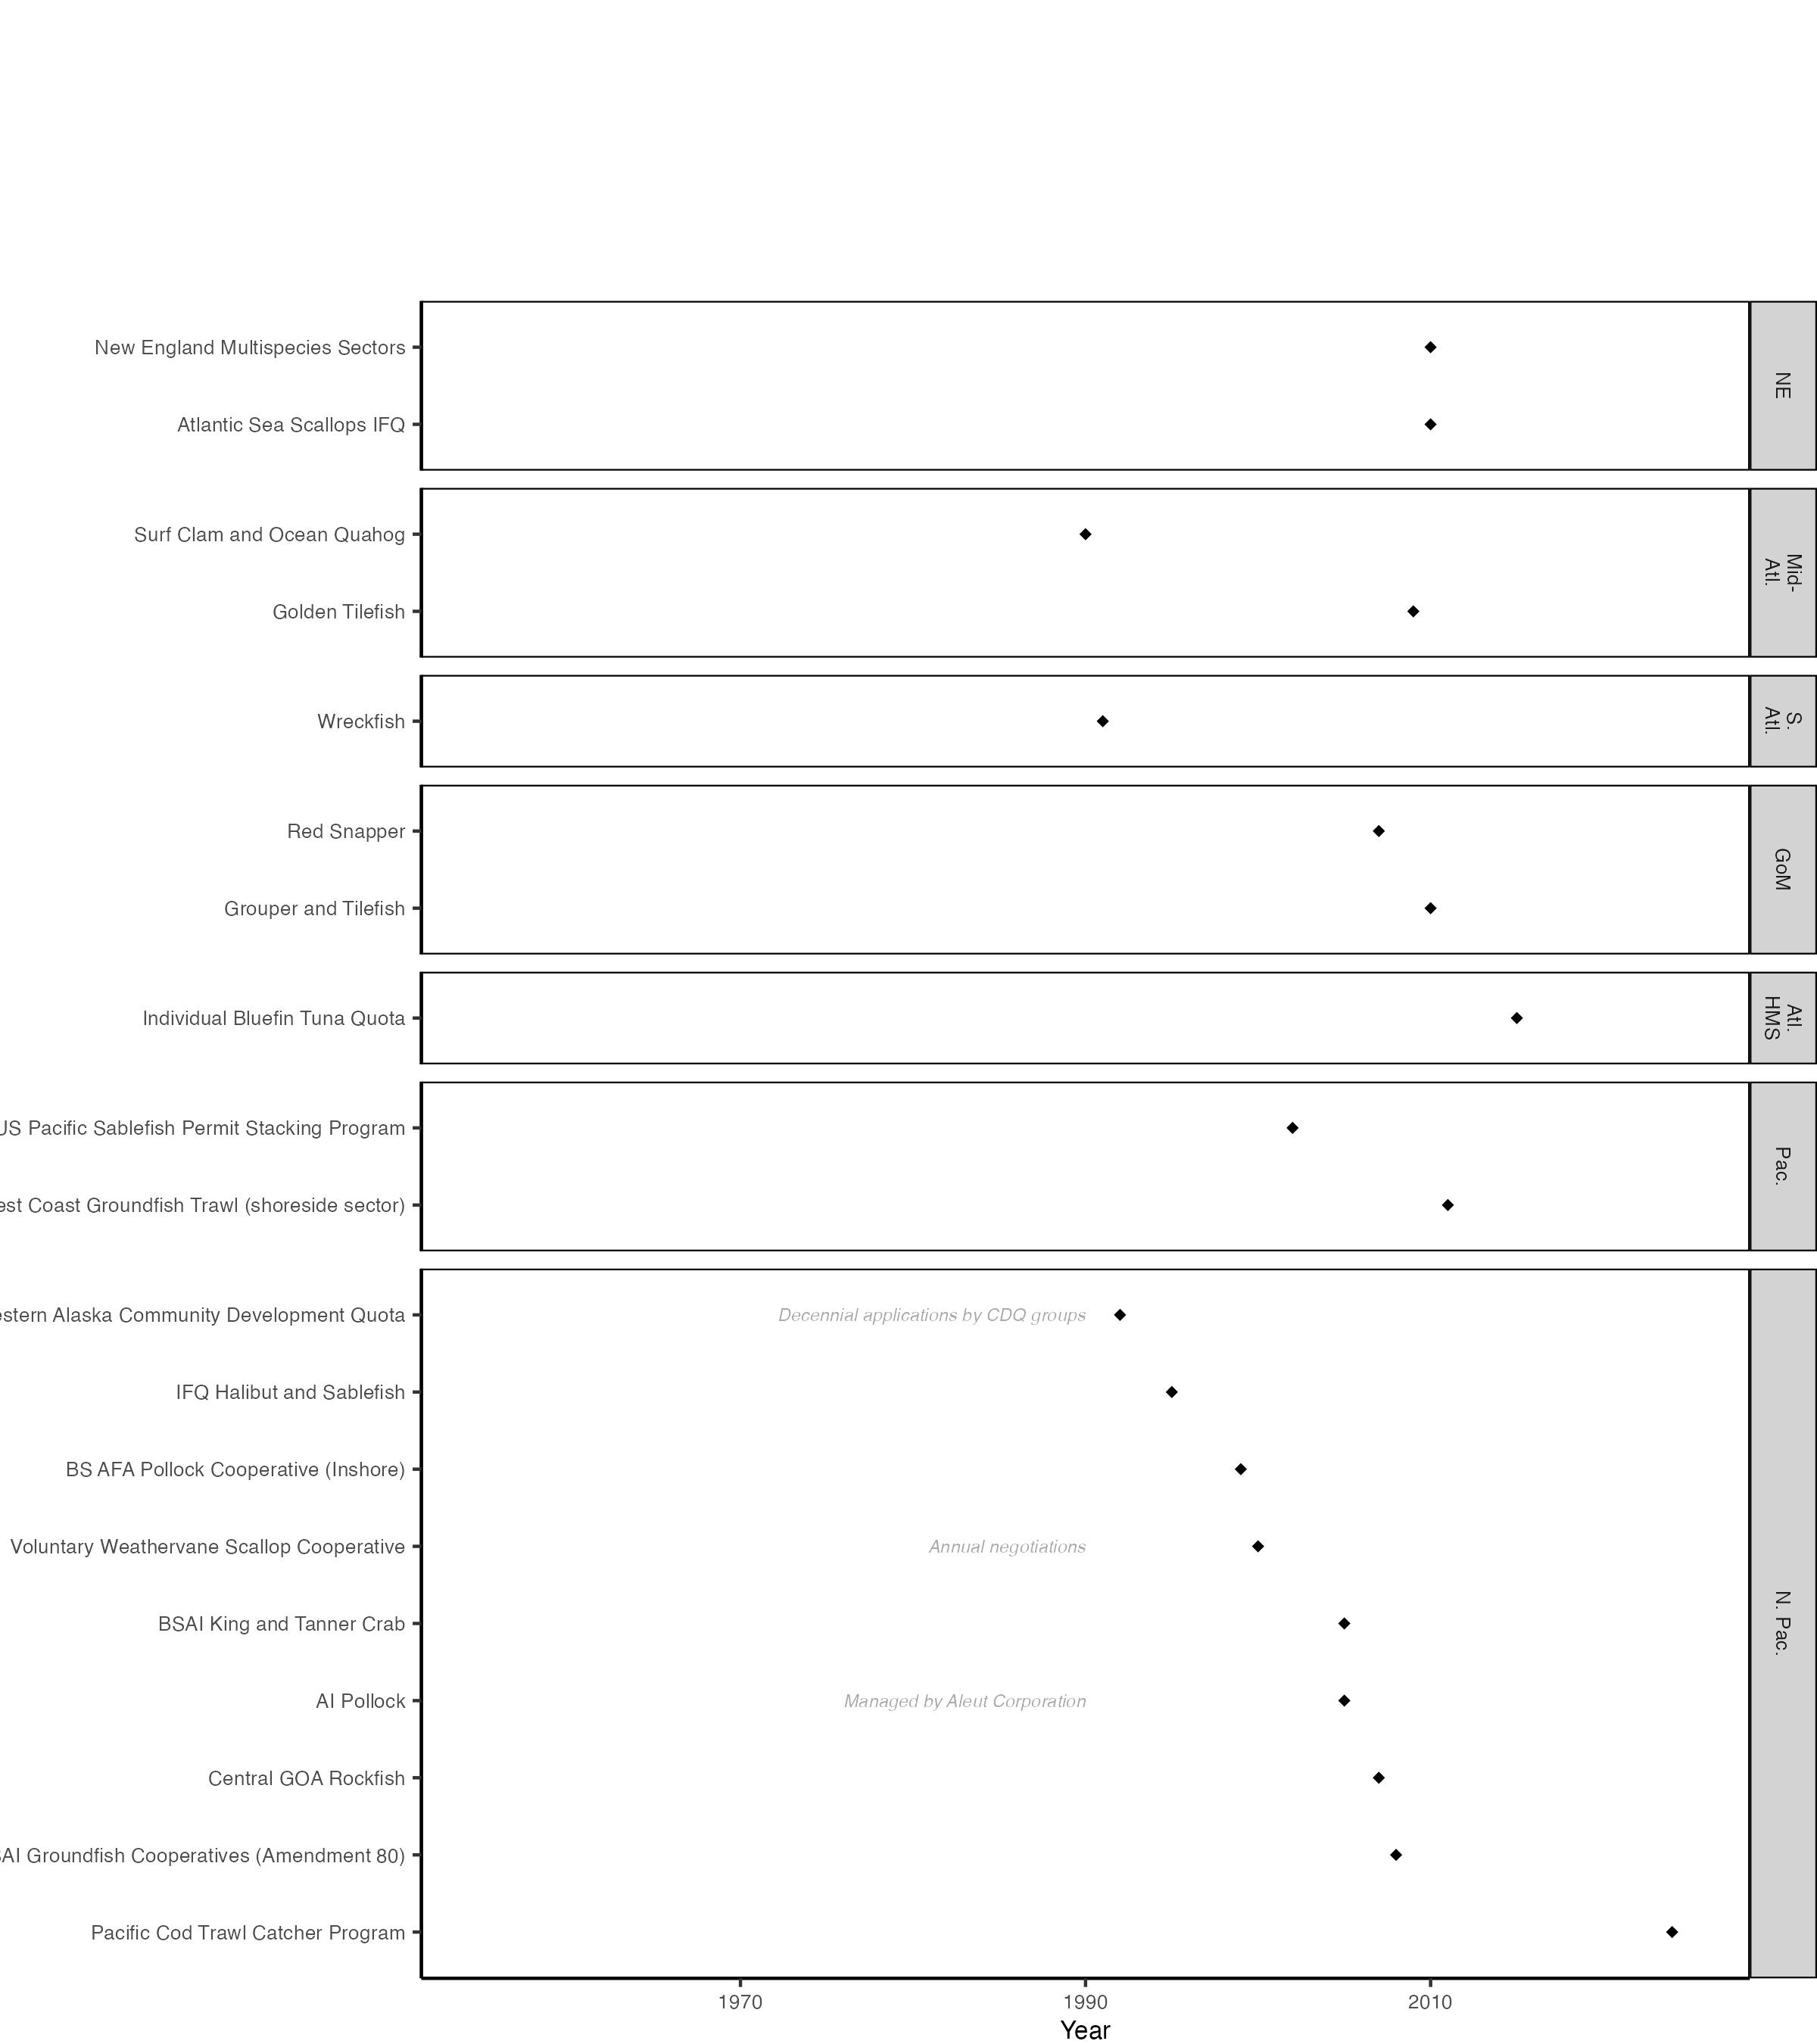 New England Multispecies Sectors
Atlantic Sea Scallops IFQ
NE
Surf Clam and Ocean Quahog
Golden Tilefish
Mid-
Atl.
Wreckfish
S.
Atl.
Red Snapper
Grouper and Tilefish
GoM
Individual Bluefin Tuna Quota
Atl.
HMS
US Pacific Sablefish Permit Stacking Program
Coast Groundfish Trawl (shoreside sector)
Pac.
Alaska Community Development Quota
Decennial applications by CDQ groups
IFQ Halibut and Sablefish
BS AFA Pollock Cooperative (Inshore)
Voluntary Weathervane Scallop Cooperative
Annual negotiations
BSAI King and Tanner Crab
AI Pollock
Managed by Aleut Corporation
Central GOA Rockfish
Groundfish Cooperatives (Amendment 80)
Pacific Cod Trawl Catcher Program
N. Pac.
1970
1990
2010
Year